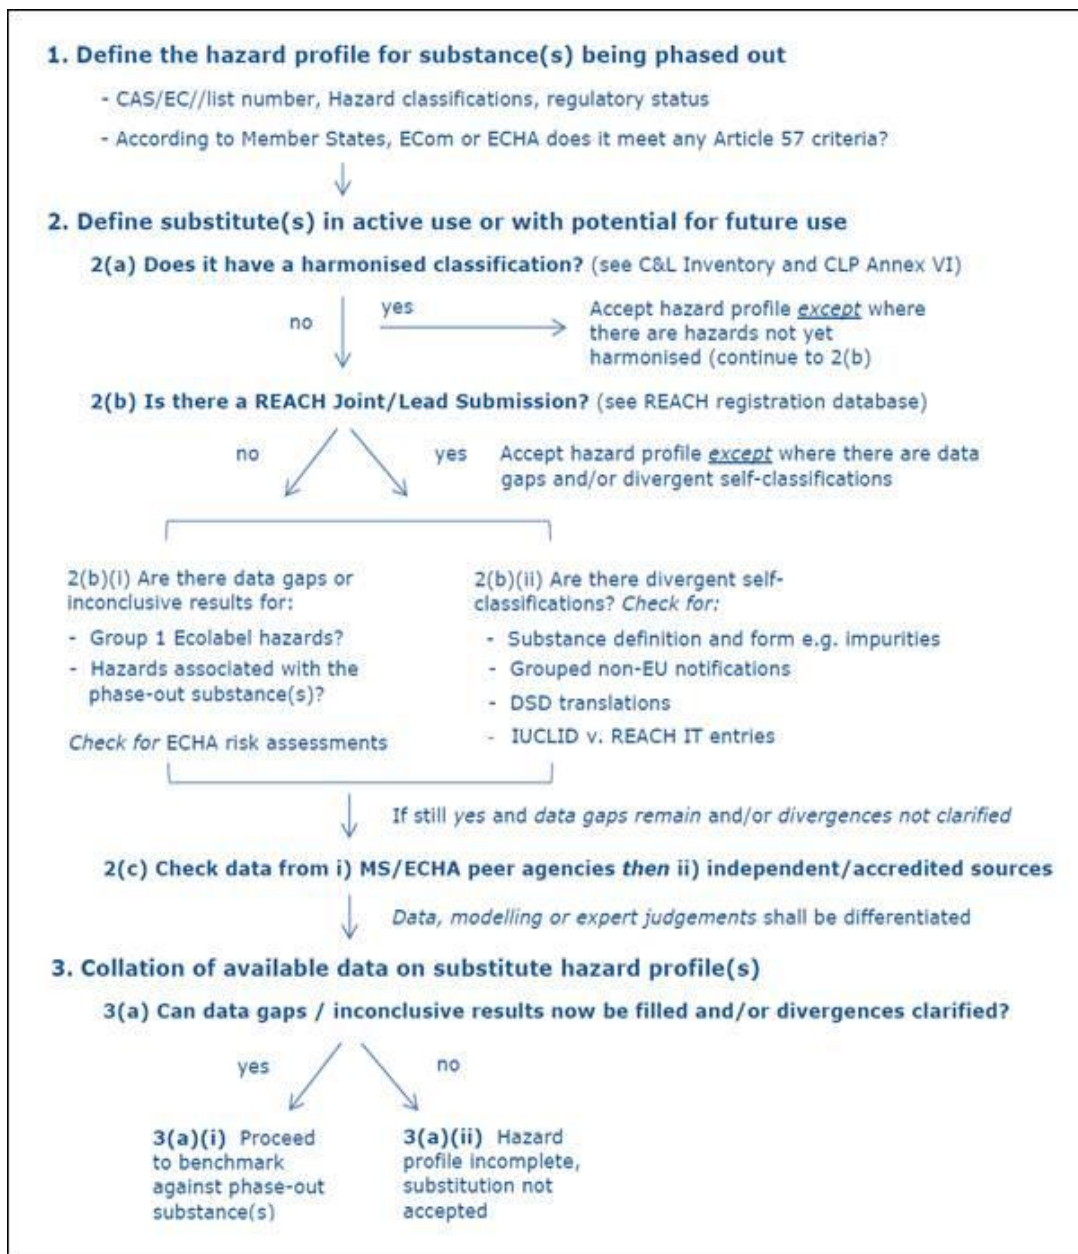 1. Define the hazard profile for substance(s) being phased out
- CAS/EC//list number, Hazard classifications, regulatory status
- According to Member States, ECom or ECHA does it meet any Article 57 criteria?
2. Define substitute(s) in active use or with potential for future use
2(a) Does it have a harmonised classification? (see C&L Inventory and CLP Annex VI)
no
yes
Accept hazard profile except where
there are hazards not yet
harmonised (continue to 2(b)
2(b) Is there a REACH Joint/Lead Submission? (see REACH registration database)
no
yes
Accept hazard profile except where there are data
gaps and/or divergent self-classifications
2(b)(i) Are there data gaps or
inconclusive results for:
- Group 1 Ecolabel hazards?
- Hazards associated with the
phase-out substance(s)?
Check for ECHA risk assessments
2(b)(ii) Are there divergent self-
classifications? Check for:
- Substance definition and form e.g. impurities
- Grouped non-EU notifications
- DSD translations
- IUCLID v. REACH IT entries
If still yes and data gaps remain and/or divergences not clarified
2(c) Check data from i) MS/ECHA peer agencies then ii) independent/accredited sources
Data, modelling or expert judgements shall be differentiated
3. Collation of available data on substitute hazard profile(s)
3(a) Can data gaps / inconclusive results now be filled and/or divergences clarified?
yes
no
3(a)(i) Proceed
to benchmark
against phase-out
substance(s)
3(a)(ii) Hazard
profile incomplete,
substitution not
accepted